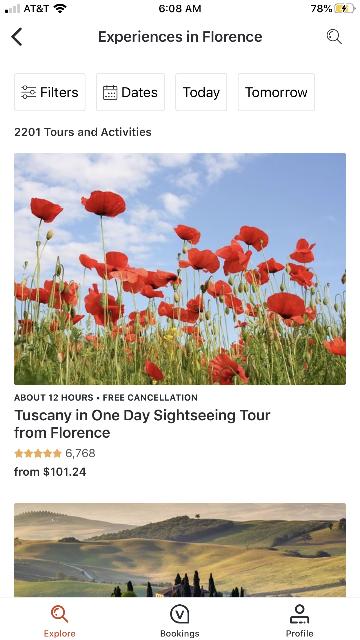 AT&T 6:08 AM 78%
Experiences in Florence
Filters Dates Today Tomorrow
2201 Tours and Activities
ABOUT 12 HOURS • FREE CANCELLATION
Tuscany in One Day Sightseeing Tour
from Florence
6,768
from $101.24
Explore Bookings Profile